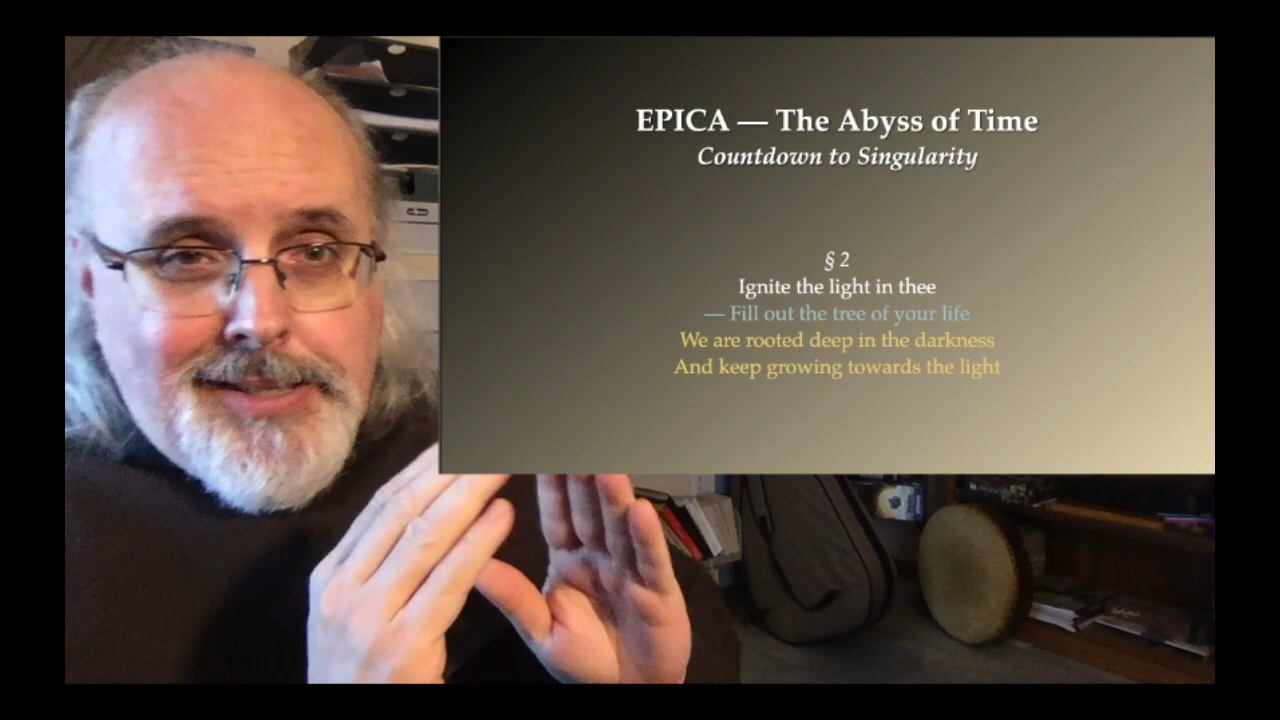 EPICA — The Abyss of Time
Countdown to Singularity
§ 2
Ignite the light in thee
— Fill out the tree of your life
We are rooted deep in the darkness
And keep growing towards the light